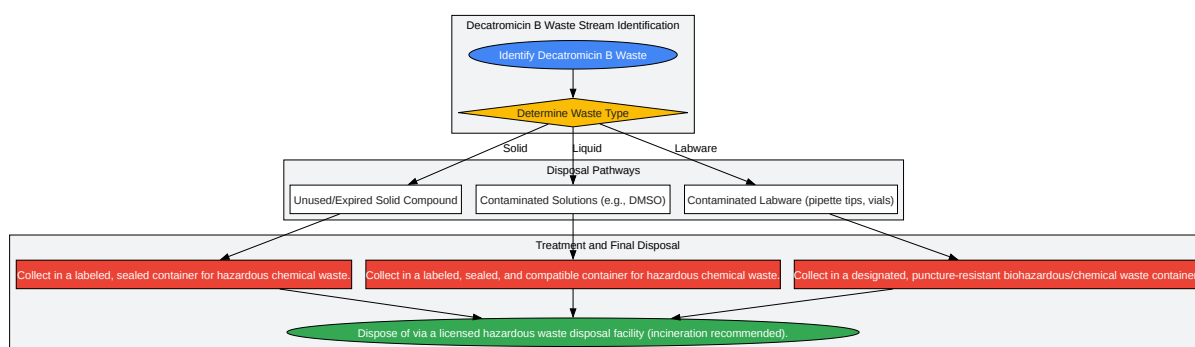 Decatromicin B Waste Stream Identification
Identify Decatromicin B Waste
Determine Waste Type
Solid
Liquid
Labware
Disposal Pathways
Unused/Expired Solid Compound
Contaminated Solutions (e.g., DMSO)
Contaminated Labware (pipette tips, vials)
Treatment and Final Disposal
Collect in a labeled, sealed container for hazardous chemical waste.
Collect in a labeled, sealed, and compatible container for hazardous chemical waste.
Collect in a designated, puncture-resistant biohazardous/chemical waste container
Dispose of via a licensed hazardous waste disposal facility (incineration recommended).